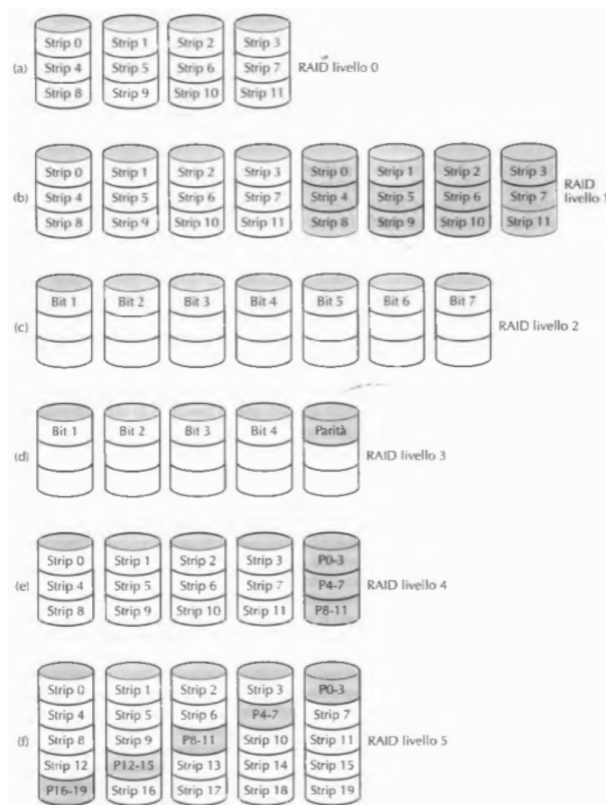 Strip 0 Strip 1 Strip 2 Strip 3
(a) Strip 4 Strip 5 Strip 6 Strip 7 RAID livello 0
Strip 8 Strip 9 Strip 10 Strip 11
Strip 0 Strip 1 Strip 2 Strip 3 Strip 0 Strip 1 Strip 2 Strip 3 RAID
(b) Strip 4 Strip 5 Strip 6 Strip 7 Strip 4 Strip 5 Strip 6 Strip 7 livello 1
Strip 8 Strip 9 Strip 10 Strip 11 Strip 8 Strip 9 Strip 10 Strip 11
Bit 1 Bit 2 Bit 3 Bit 4 Bit 5 Bit 6 Bit 7
(c) RAID livello 2
Bit 1 Bit 2 Bit 3 Bit 4 Parità
(d) RAID livello 3
Strip 0 Strip 1 Strip 2 Strip 3 P0-3
(e) Strip 4 Strip 5 Strip 6 Strip 7 P4-7 RAID livello 4
Strip 8 Strip 9 Strip 10 Strip 11 P8-11
Strip 0 Strip 1 Strip 2 Strip 3 P0-3
Strip 4 Strip 5 Strip 6 P4-7 Strip 7
(f) Strip 8 Strip 9 P8-11 Strip 10 Strip 11 RAID livello 5
Strip 12 P12-15 Strip 13 Strip 14 Strip 15
P16-19 Strip 16 Strip 17 Strip 18 Strip 19